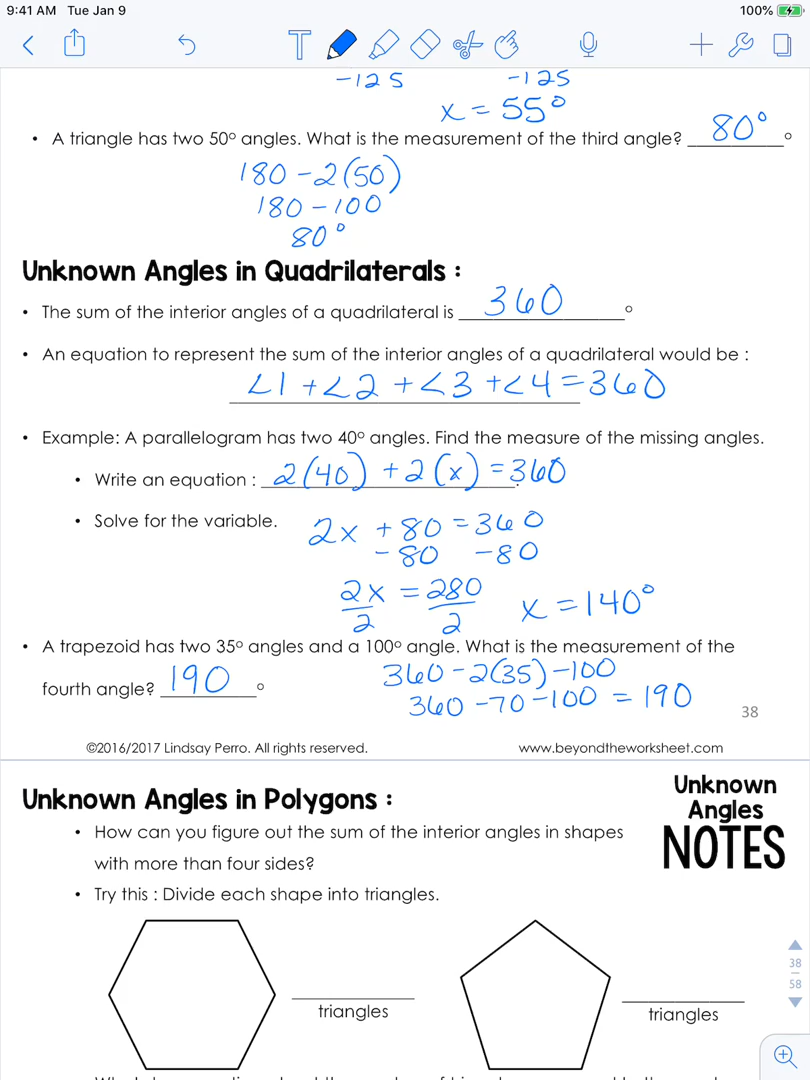 9:41 AM Tue Jan 9 100%
-125 -125
x = 55°
• A triangle has two 50° angles. What is the measurement of the third angle? 80° °
180 - 2(50)
180 - 100
80°
Unknown Angles in Quadrilaterals :
• The sum of the interior angles of a quadrilateral is 360 °
• An equation to represent the sum of the interior angles of a quadrilateral would be :
∠1 + ∠2 + ∠3 + ∠4 = 360
• Example: A parallelogram has two 40° angles. Find the measure of the missing angles.
• Write an equation : 2(40) + 2(x) = 360
• Solve for the variable. 2x + 80 = 360
-80 -80
2x = 280
2 2
x = 140°
• A trapezoid has two 35° angles and a 100° angle. What is the measurement of the
fourth angle? 190 °
360 - 2(35) - 100
360 - 70 - 100 = 190
38
©2016/2017 Lindsay Perro. All rights reserved. www.beyondtheworksheet.com
Unknown Angles in Polygons :
Unknown
Angles
NOTES
• How can you figure out the sum of the interior angles in shapes
with more than four sides?
• Try this : Divide each shape into triangles.
triangles
triangles
38
58